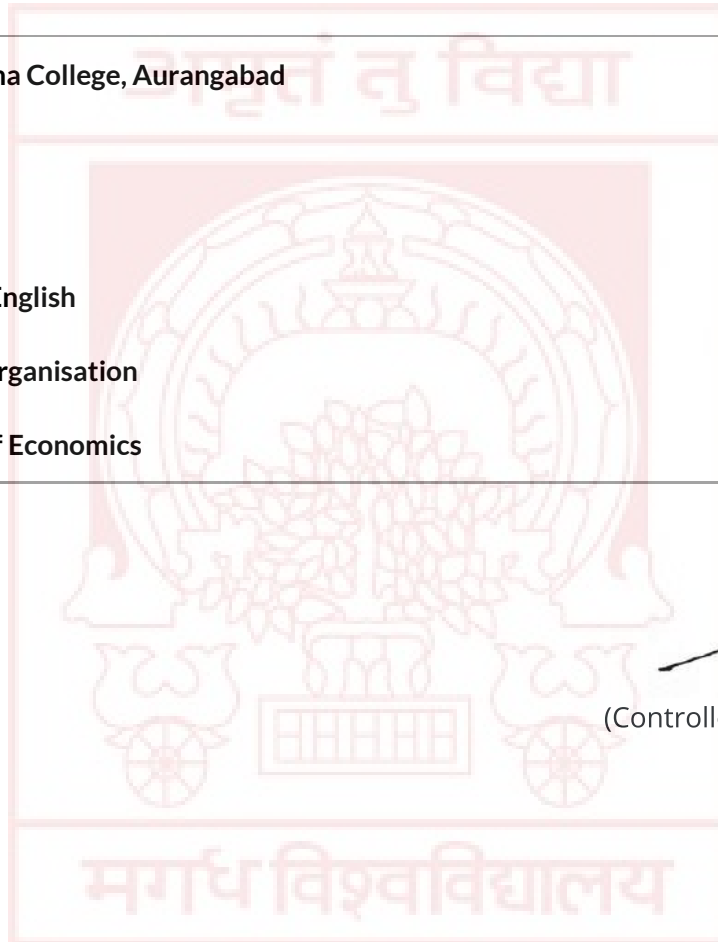 अमृतं तु विद्या
na College, Aurangabad
English
rganisation
f Economics
(Controll
मगध विश्वविद्यालय